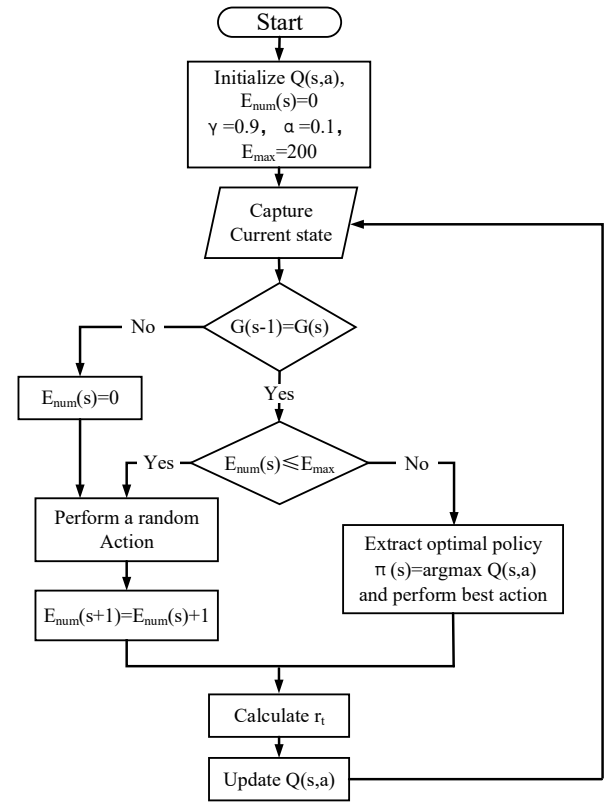 Start
Initialize Q(s,a),
Eₙᵤₘ(s)=0
γ=0.9, α=0.1,
Eₘₐₓ=200
Capture
Current state
G(s-1)=G(s)
No
Eₙᵤₘ(s)=0
Yes
Eₙᵤₘ(s)≤Eₘₐₓ
Yes
No
Perform a random
Action
Extract optimal policy
π(s)=argmax Q(s,a)
and perform best action
Eₙᵤₘ(s+1)=Eₙᵤₘ(s)+1
Calculate rₜ
Update Q(s,a)